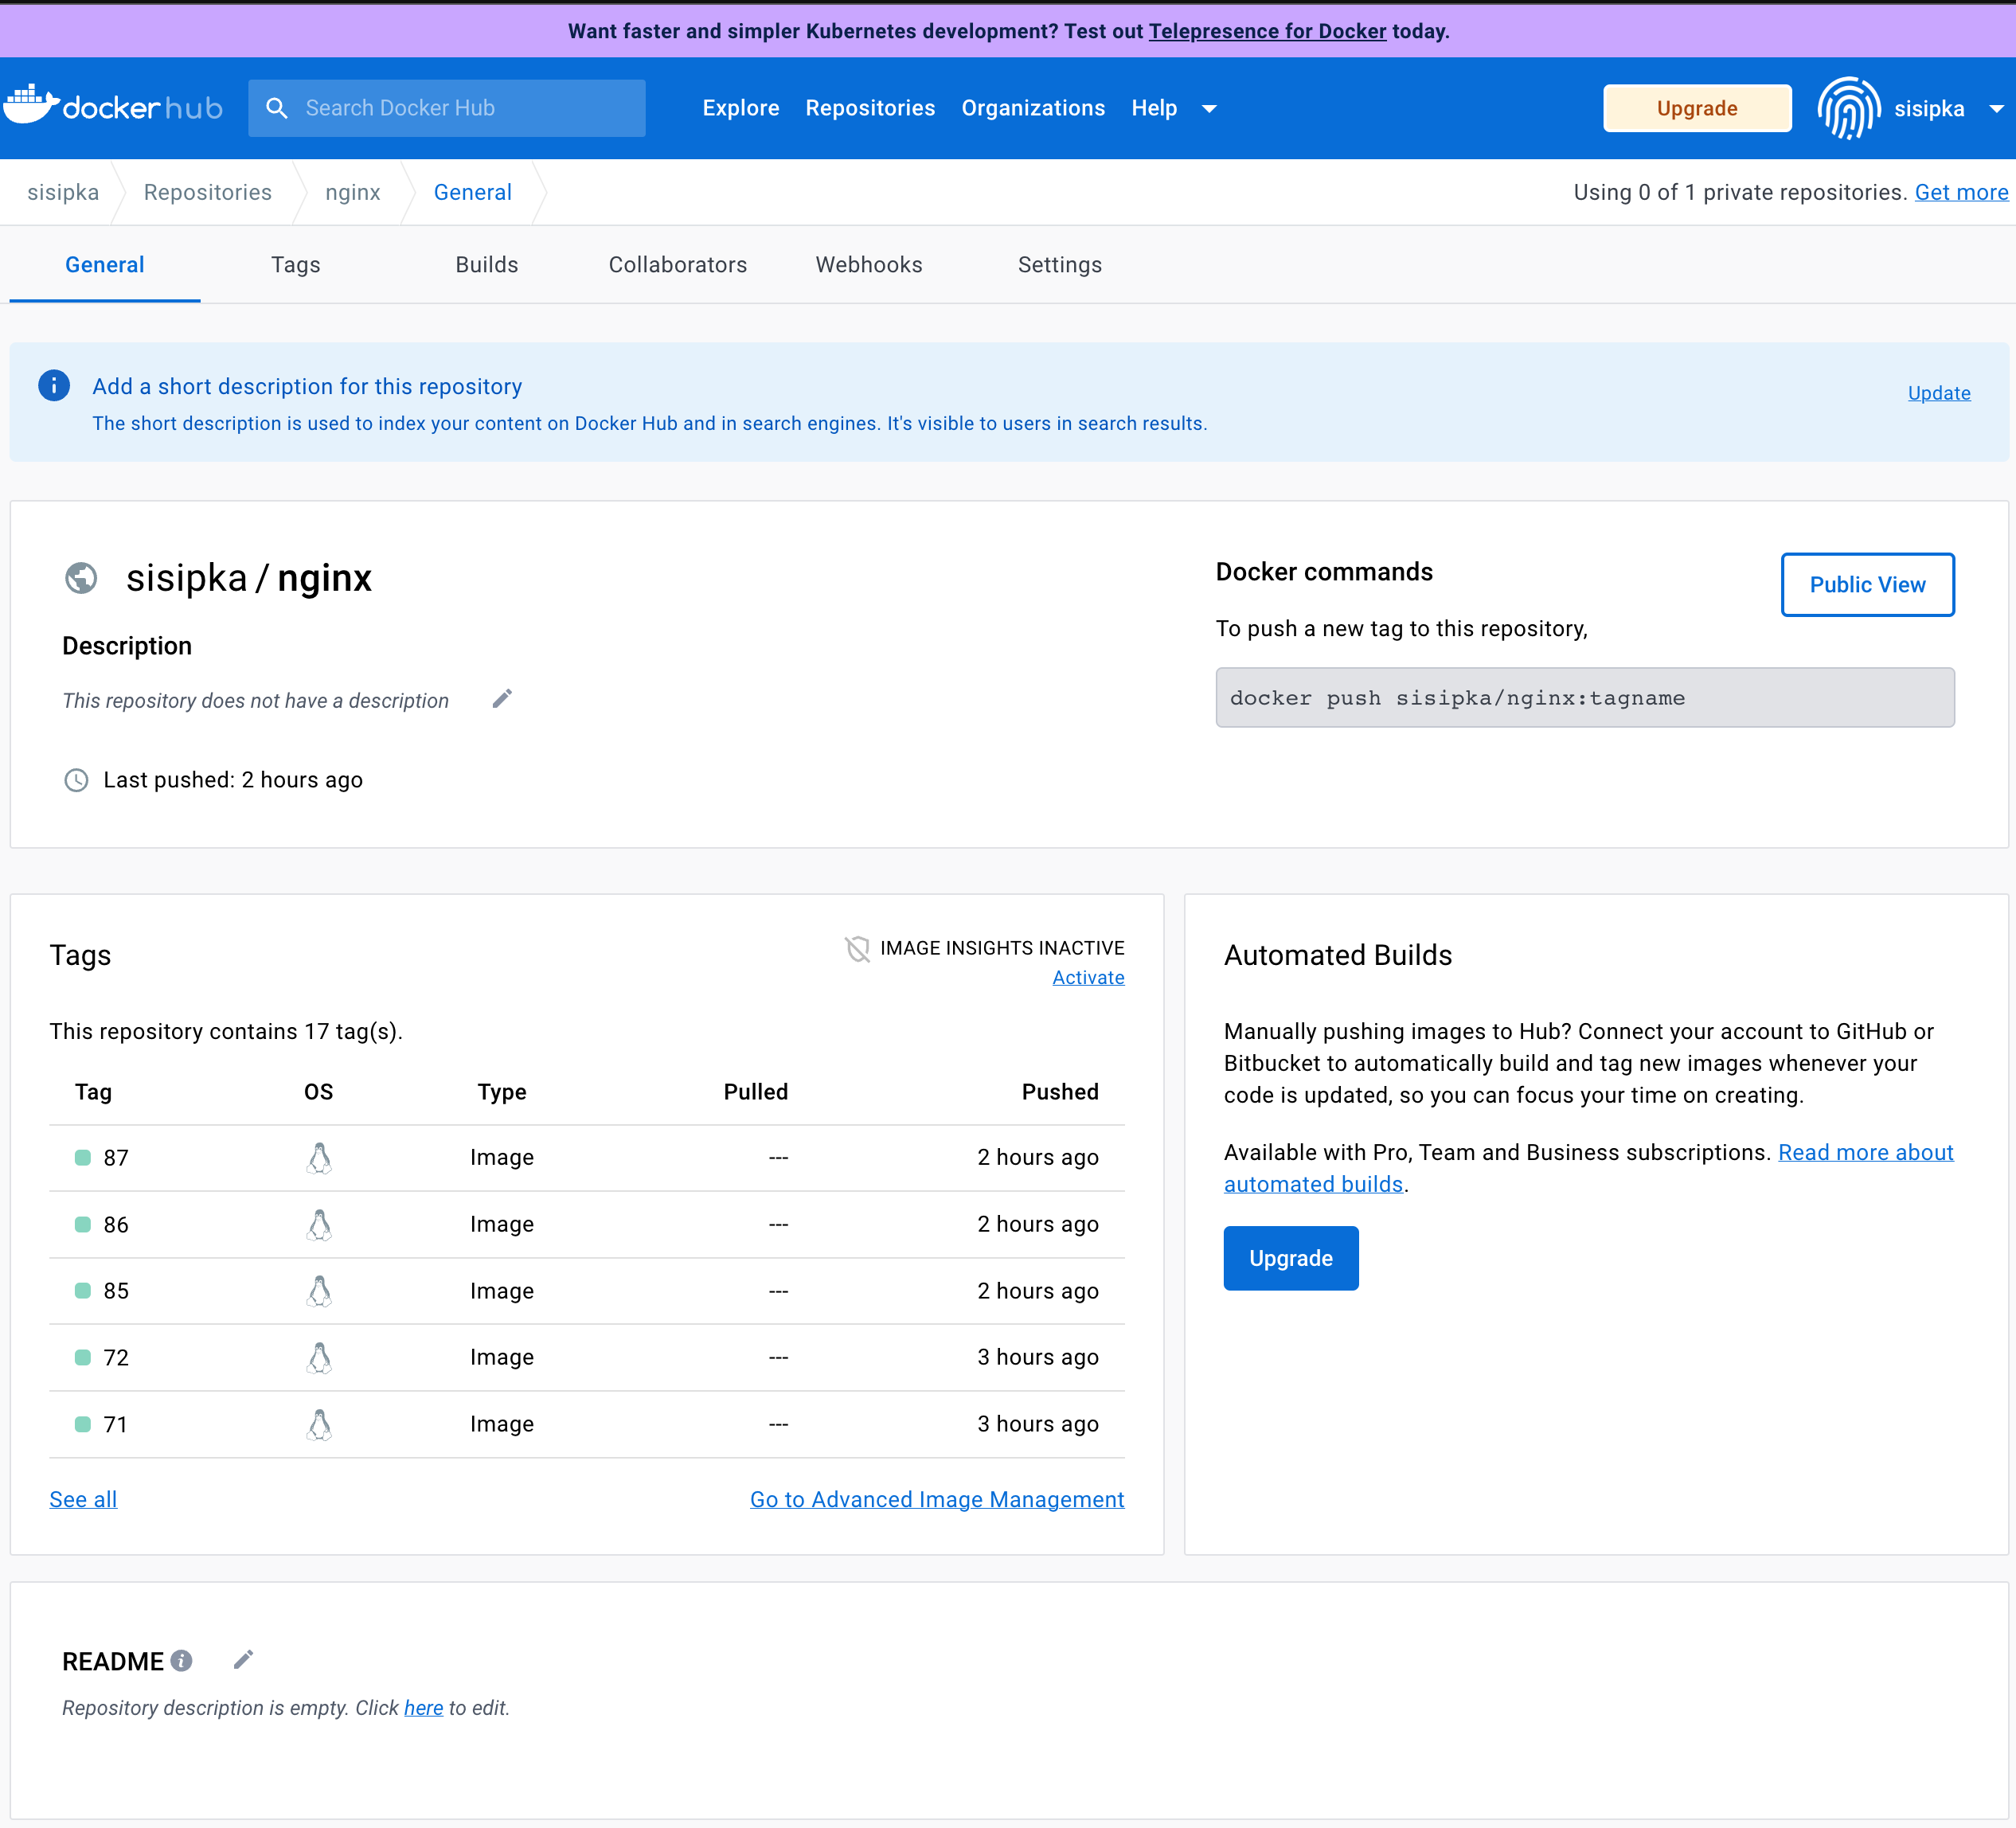 Want faster and simpler Kubernetes development? Test out Telepresence for Docker today.
dockerhub
Search Docker Hub
Explore Repositories Organizations Help
Upgrade
sisipka
sisipka Repositories nginx General
Using 0 of 1 private repositories. Get more
General Tags Builds Collaborators Webhooks Settings
Add a short description for this repository
The short description is used to index your content on Docker Hub and in search engines. It's visible to users in search results.
Update
sisipka / nginx
Description
This repository does not have a description
Last pushed: 2 hours ago
Docker commands
Public View
To push a new tag to this repository,
docker push sisipka/nginx:tagname
Tags
IMAGE INSIGHTS INACTIVE
Activate
This repository contains 17 tag(s).
Tag OS Type Pulled Pushed
87 Image --- 2 hours ago
86 Image --- 2 hours ago
85 Image --- 2 hours ago
72 Image --- 3 hours ago
71 Image --- 3 hours ago
See all
Go to Advanced Image Management
Automated Builds
Manually pushing images to Hub? Connect your account to GitHub or
Bitbucket to automatically build and tag new images whenever your
code is updated, so you can focus your time on creating.
Available with Pro, Team and Business subscriptions. Read more about
automated builds.
Upgrade
README
Repository description is empty. Click here to edit.